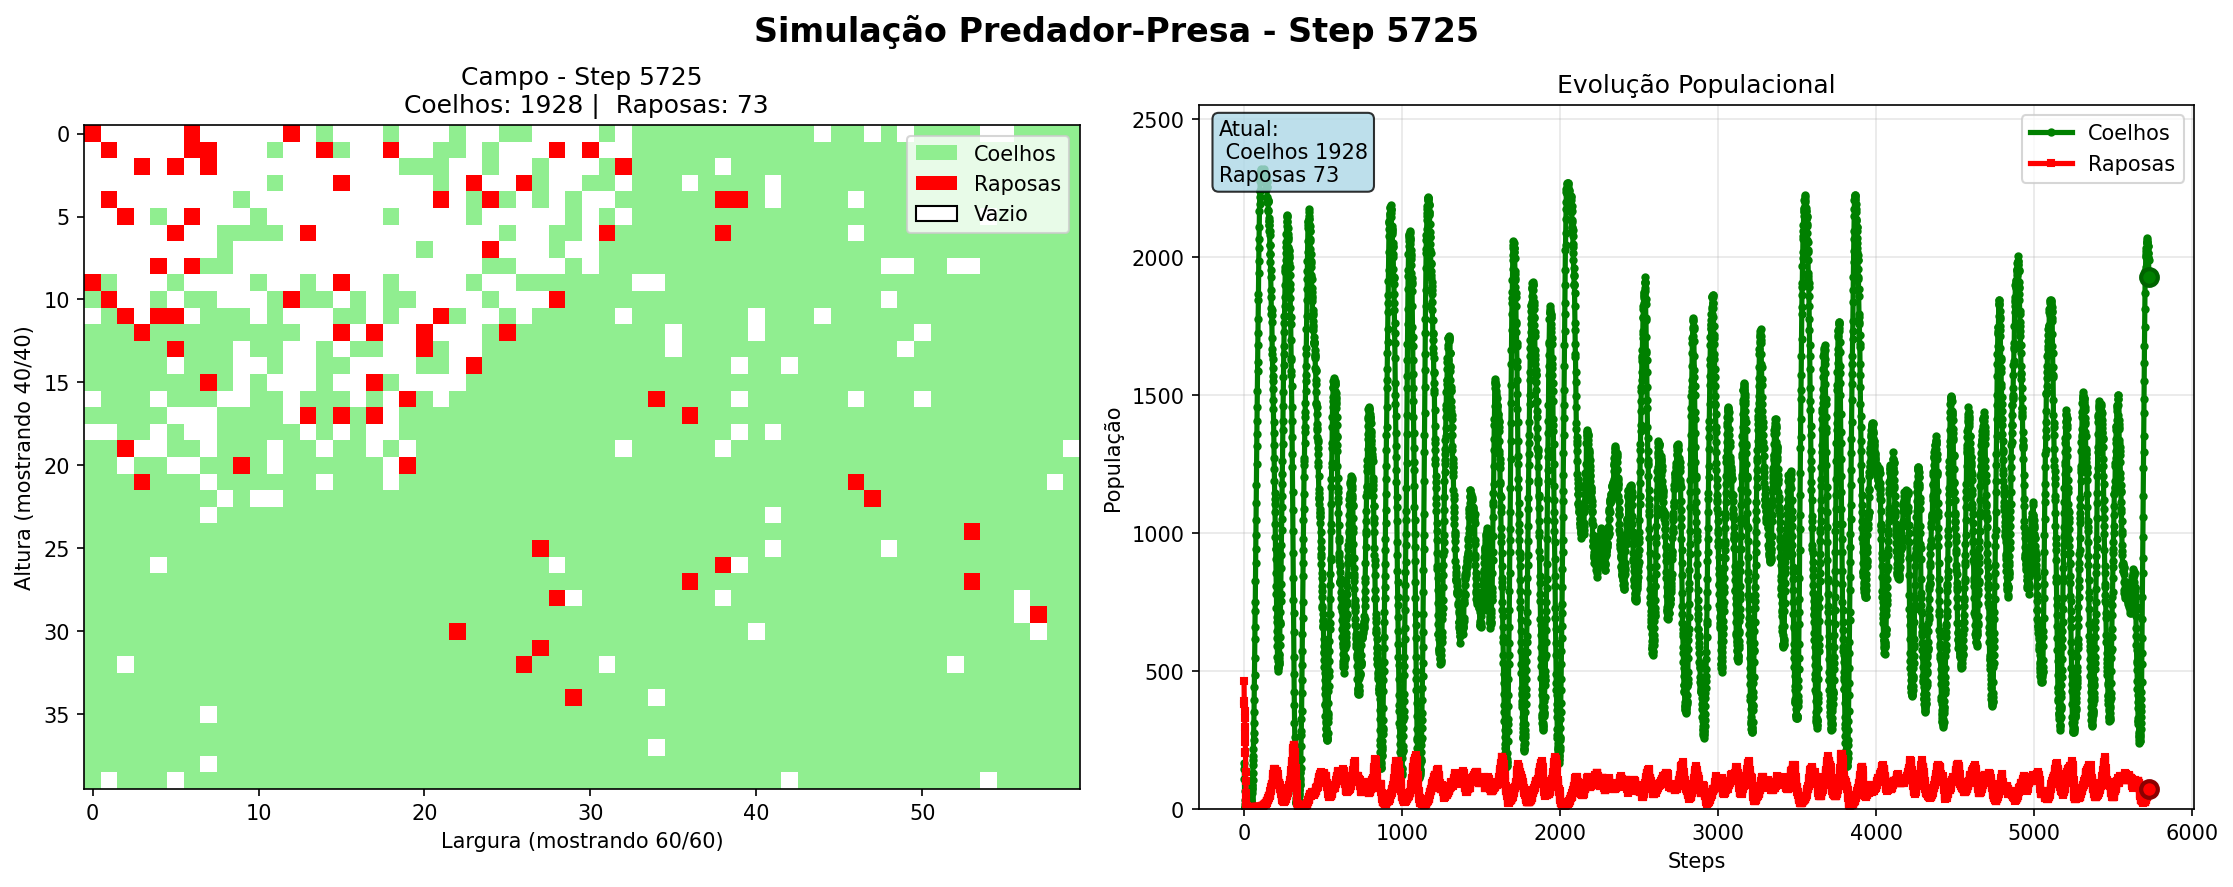 Simulação Predador-Presa - Step 5725
Campo - Step 5725
Coelhos: 1928 |  Raposas: 73
0
5
10
15
20
25
30
35
Altura (mostrando 40/40)
Coelhos
Raposas
Vazio
0
10
20
30
40
50
Largura (mostrando 60/60)
Evolução Populacional
2500
2000
1500
1000
500
0
População
Atual:
Coelhos 1928
Raposas 73
Coelhos
Raposas
0
1000
2000
3000
4000
5000
6000
Steps